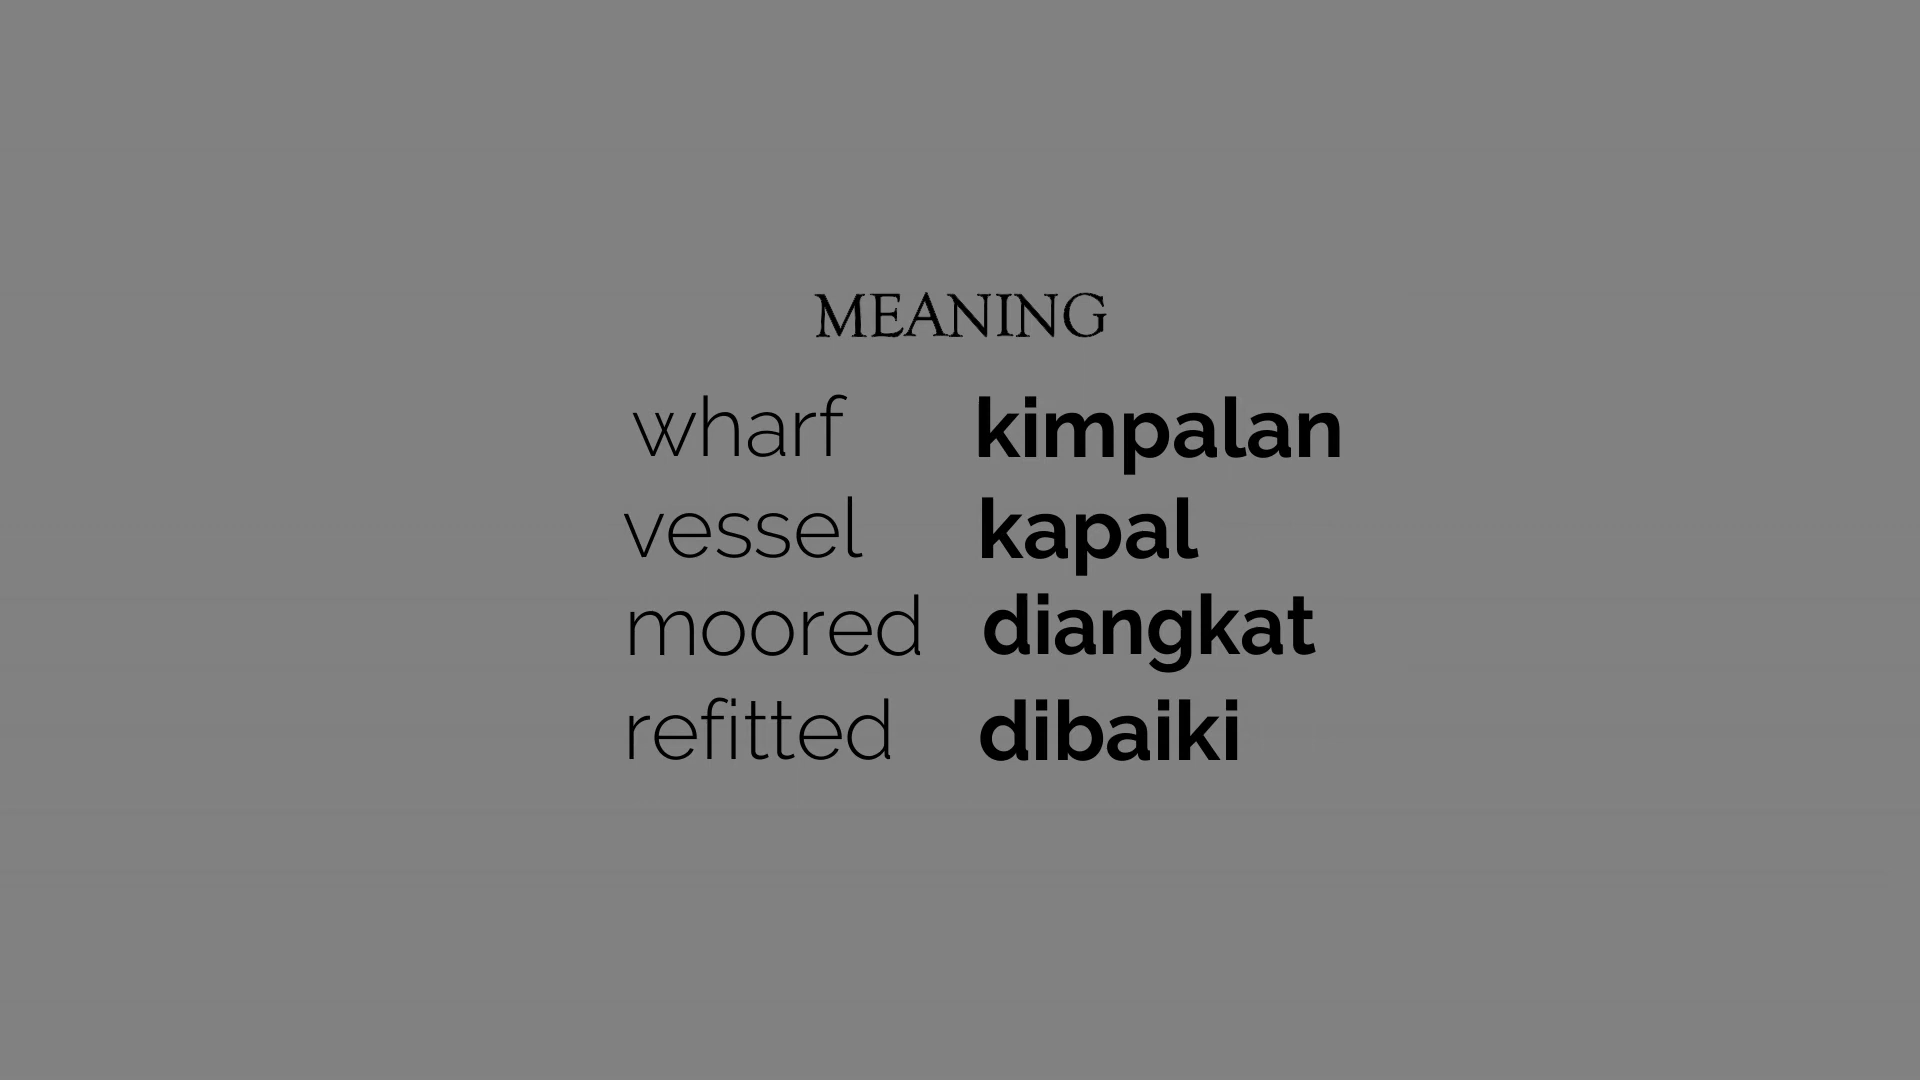 MEANING
wharf kimpalan
vessel kapal
moored diangkat
refitted dibaiki